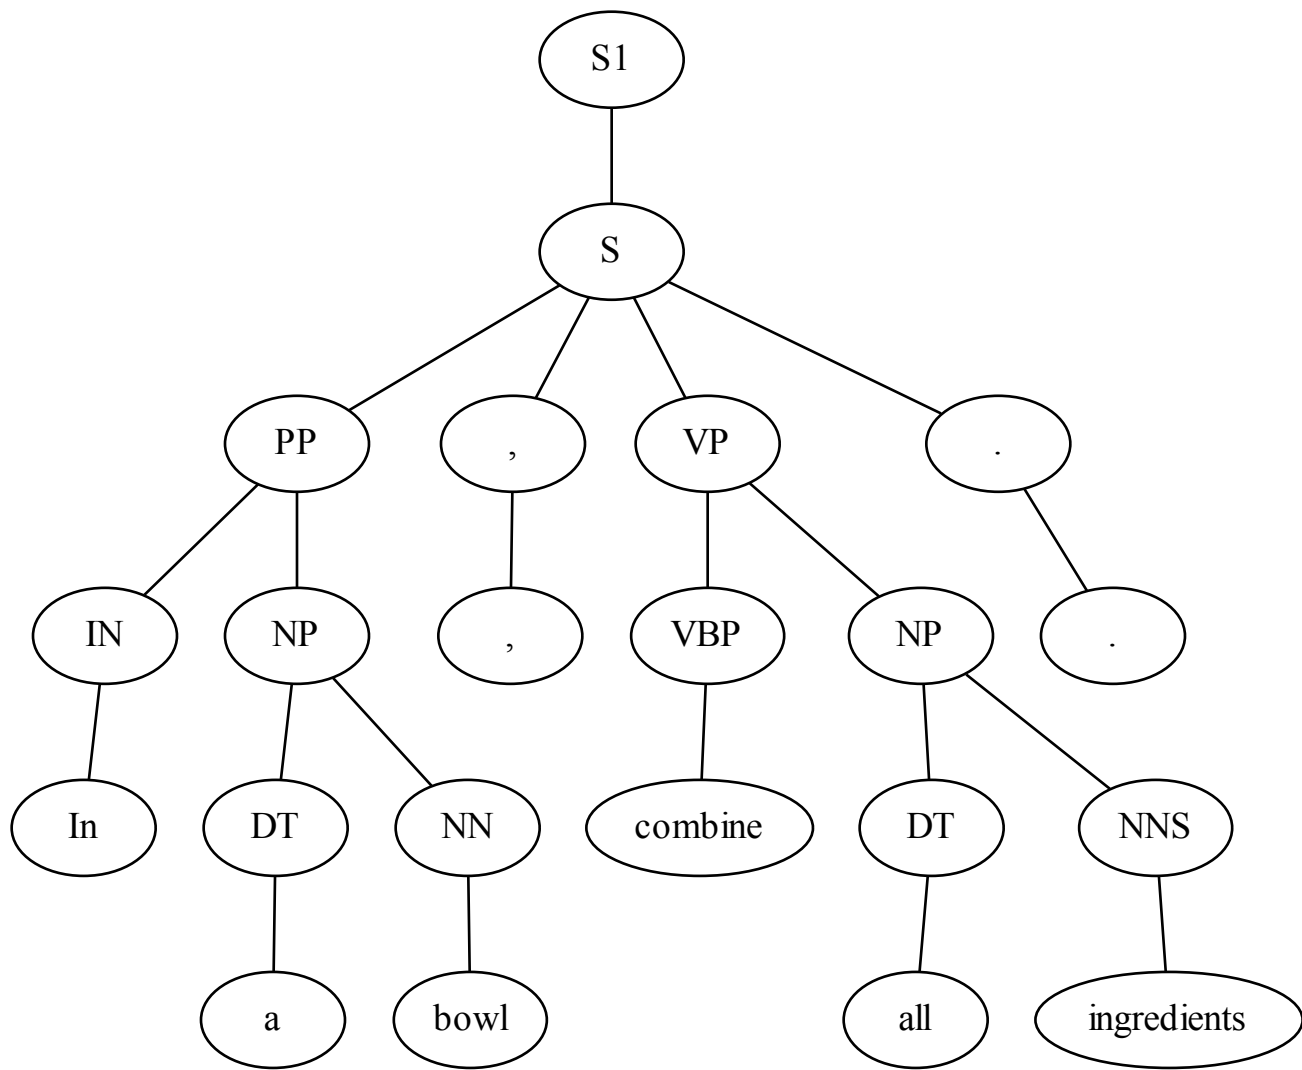 S1
S
PP , VP .
IN NP , VBP NP .
In DT NN combine DT NNS
a bowl all ingredients